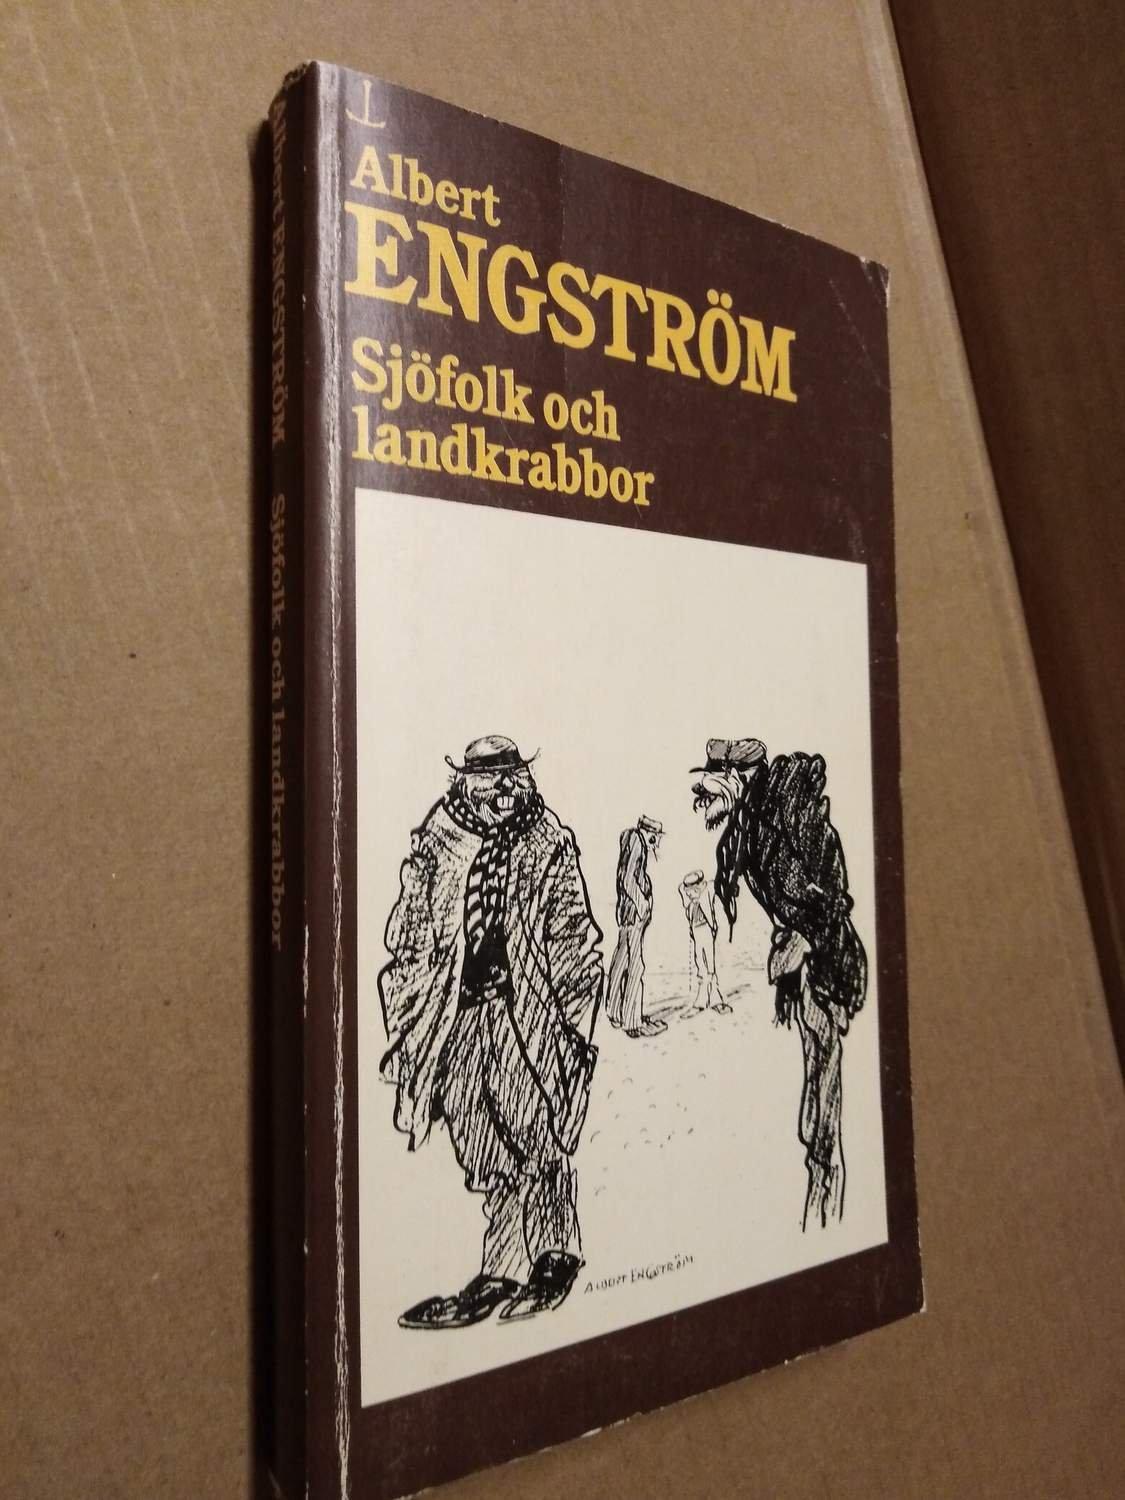 Albert
ENGSTRÖM
Sjöfolk och
landkrabbor
ALBERT ENGSTRÖM
Albert ENGSTRÖM Sjöfolk och landkrabbor